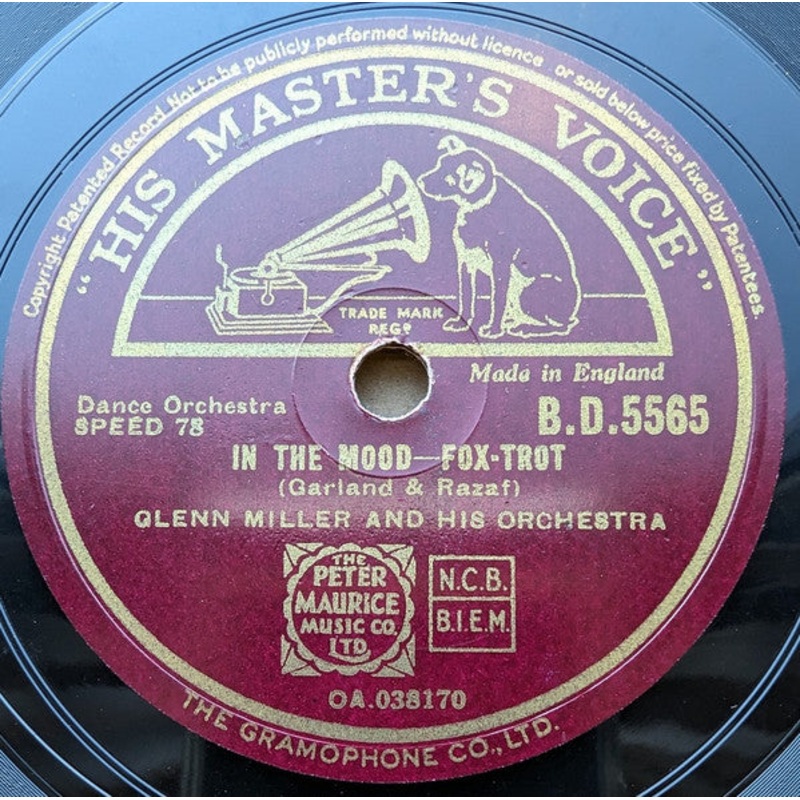 Copyright. Patented Record Not to be publicly performed without licence or sold below price fixed by Patentees.
"HIS MASTER'S VOICE"
TRADE MARK
REGD
Made in England
Dance Orchestra
SPEED 78
B.D.5565
IN THE MOOD—FOX-TROT
(Garland & Razaf)
GLENN MILLER AND HIS ORCHESTRA
THE
PETER
MAURICE
MUSIC CO.
LTD.
N.C.B.
B.I.E.M.
OA.038170
THE GRAMOPHONE CO., LTD.